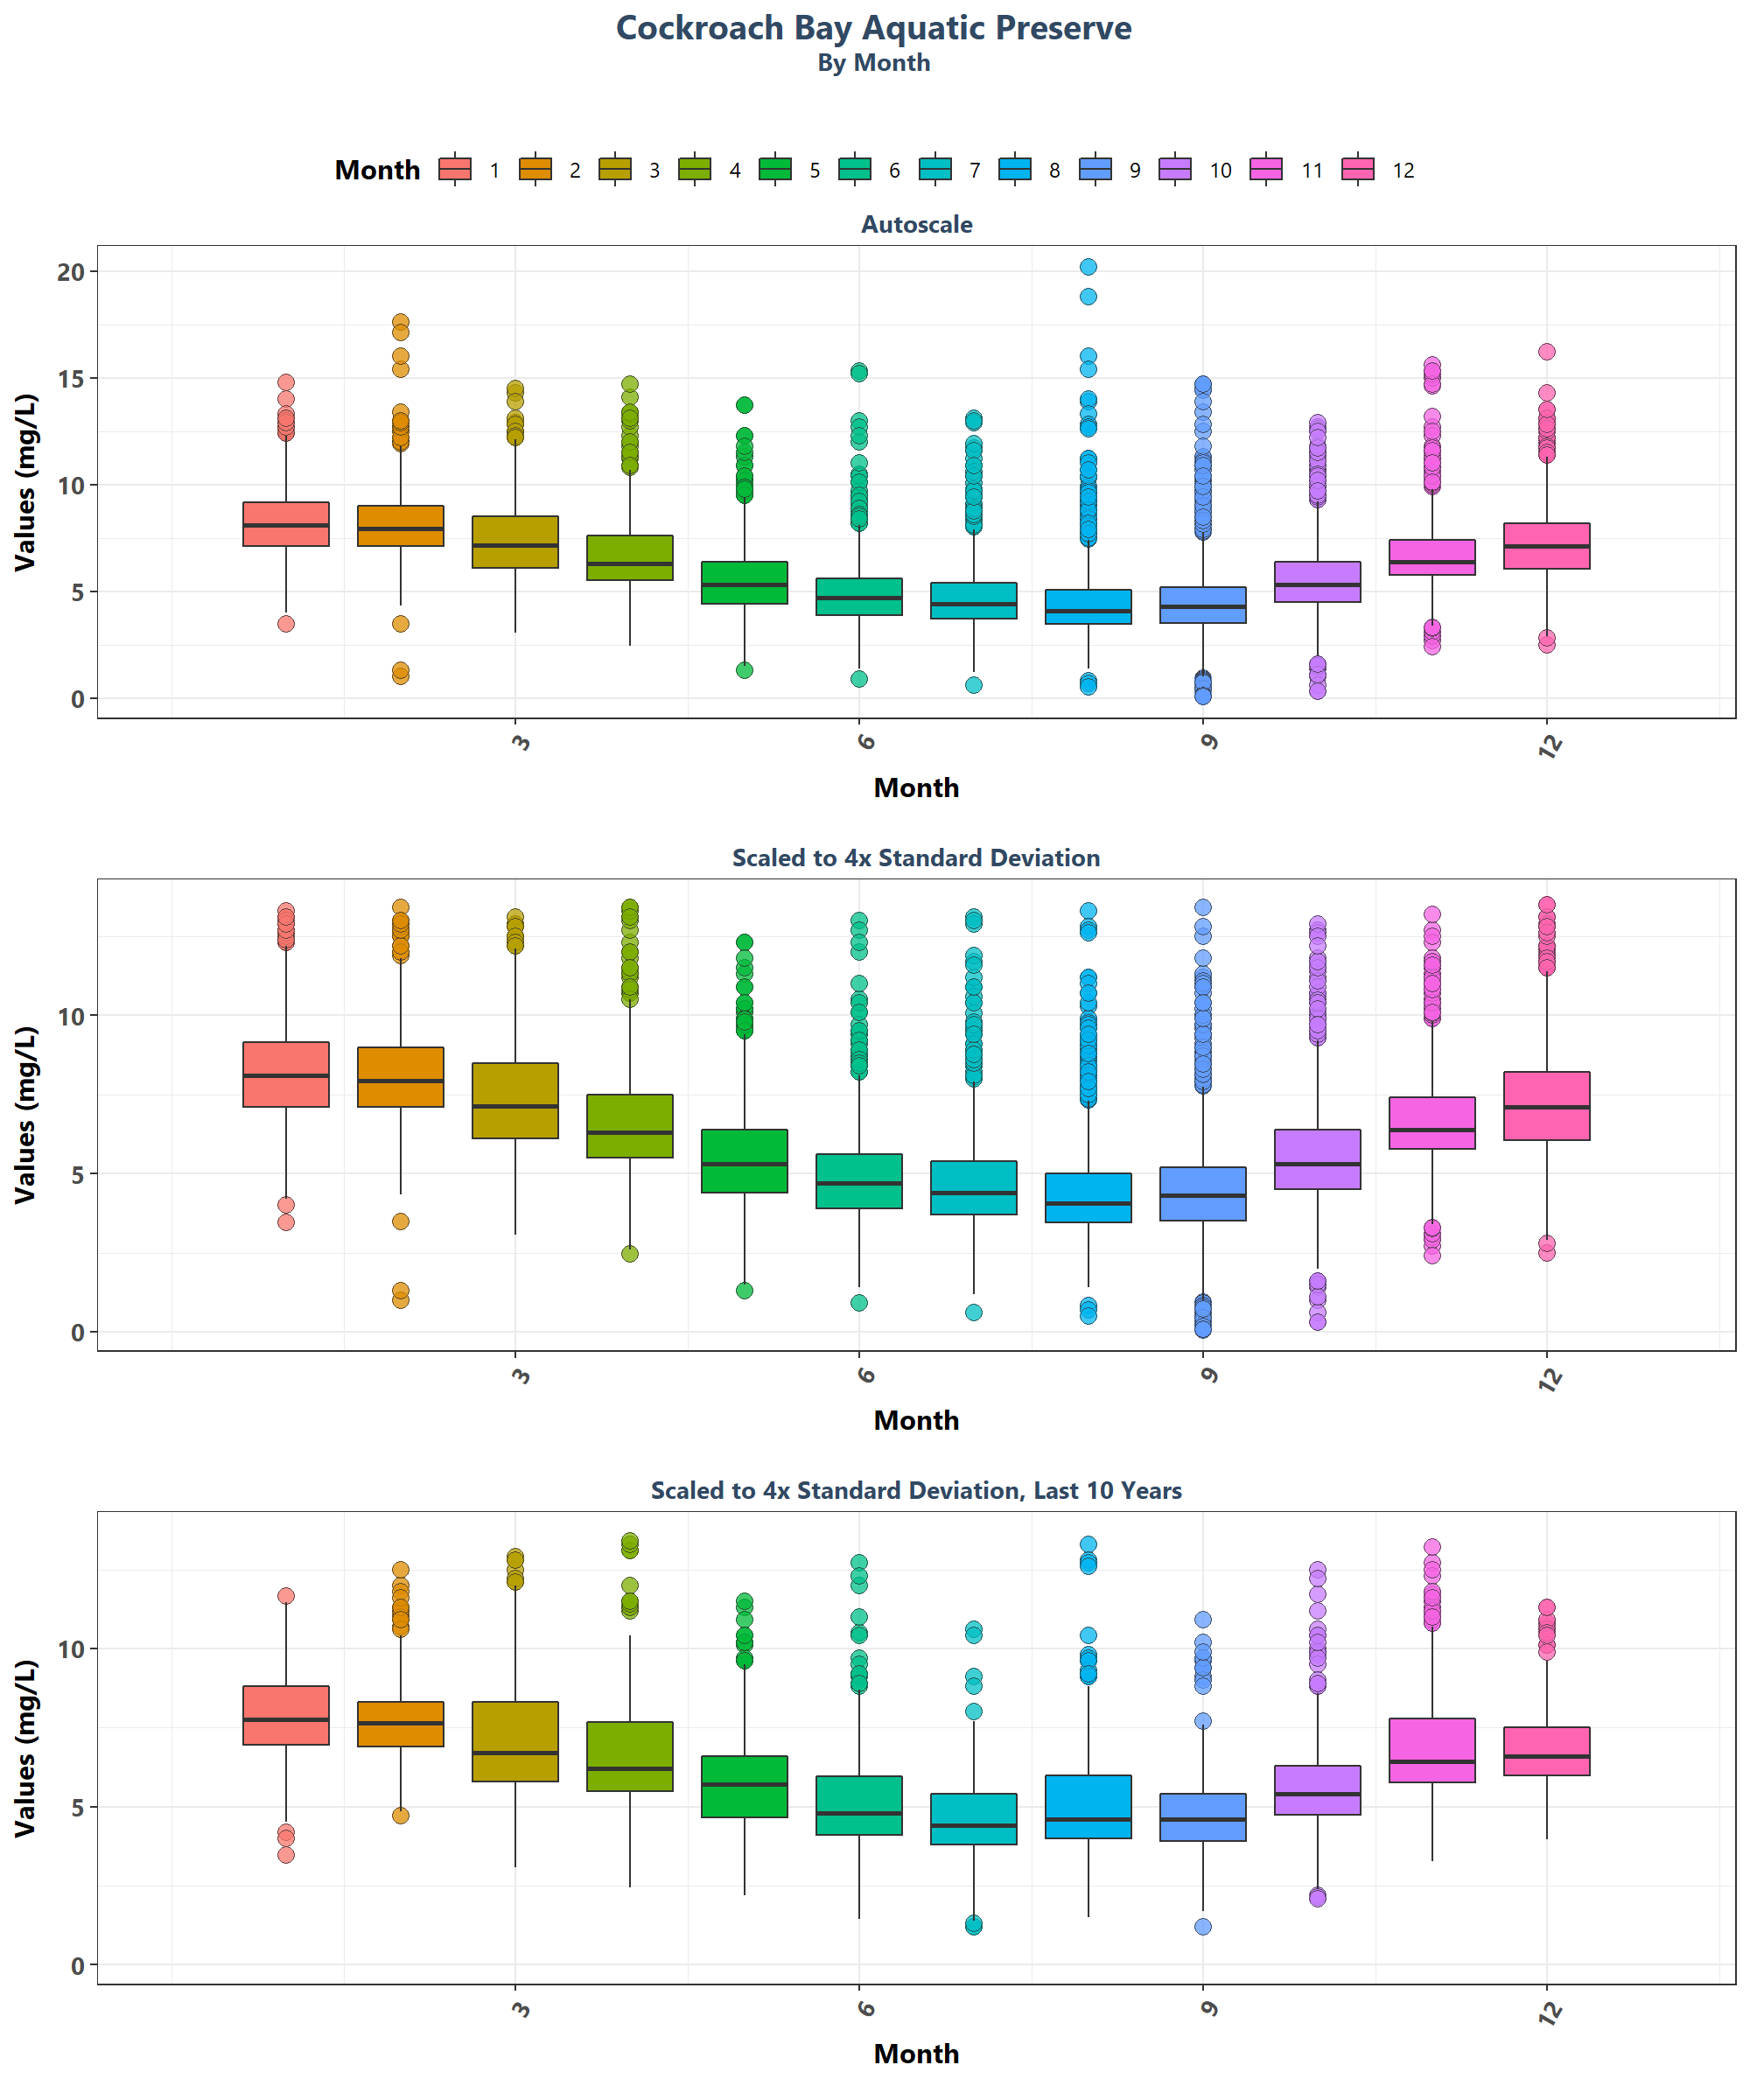 Cockroach Bay Aquatic Preserve
By Month
Month 1 2 3 4 5 6 7 8 9 10 11 12
Autoscale
Values (mg/L)
20
15
10
5
0
3 6 9 12
Month
Scaled to 4x Standard Deviation
Values (mg/L)
10
5
0
3 6 9 12
Month
Scaled to 4x Standard Deviation, Last 10 Years
Values (mg/L)
10
5
0
3 6 9 12
Month